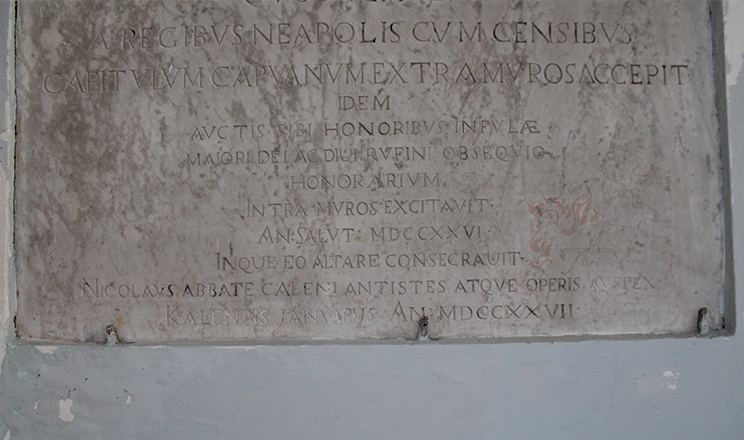 A REGIBVS NEAPOLIS CVM CENSIBVS
CAPITVLVM CAPVANVM EXTRA MVROS ACCEPIT
IDEM
AVCTIS SIBI HONORIBVS INFVLÆ
MAIORI DEI AC DIVI RVFINI OBSEQVIO
HONORARIVM
INTRA MVROS EXCITAVIT·
AN: SALVT: MDCCXXVI
INQVE EO ALTARE CONSECRAVIT·
NICOLAVS ABBATE CALENI ANTISTES ATQVE OPERIS
KALENDIS IANVARIIS AN: MDCCXXVII·